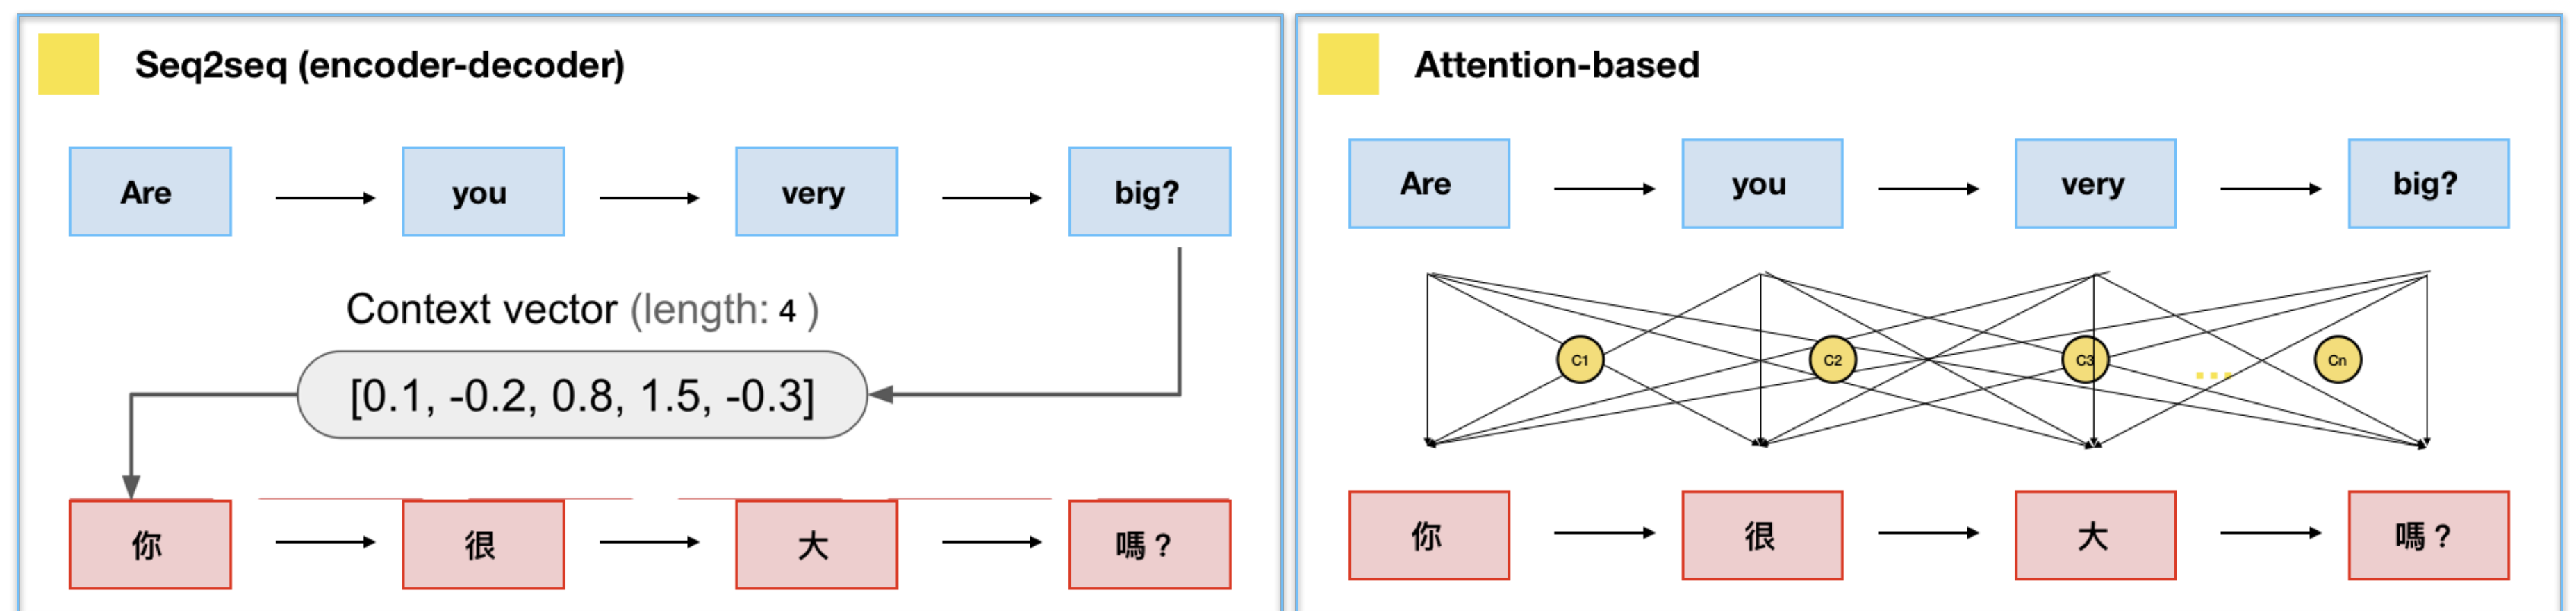 Seq2seq (encoder-decoder)
Are you very big?
Context vector (length: 4 )
[0.1, -0.2, 0.8, 1.5, -0.3]
你 很 大 嗎？
Attention-based
Are you very big?
C1 C2 C3 ... Cn
你 很 大 嗎？